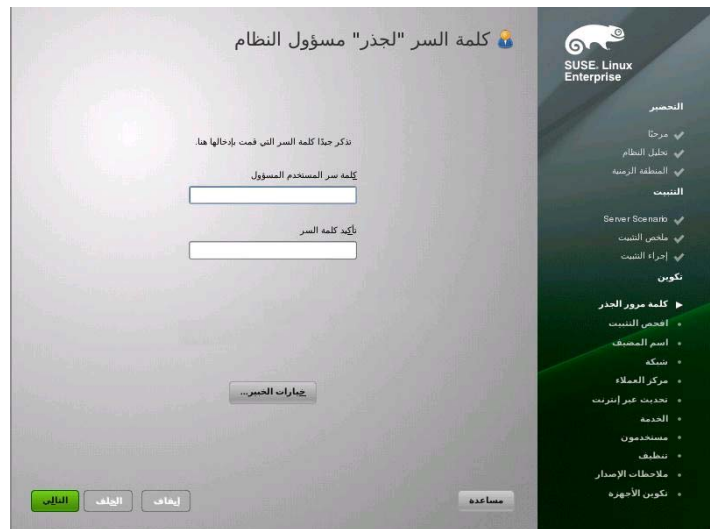 كلمة السر "لجذر" مسؤول النظام
تذكر جيدًا كلمة السر التي قمت بإدخالها هنا.
كلمة سر المستخدم المسؤول
تأكيد كلمة السر
خيارات الخبير...
مساعدة
إيقاف
الخلف
التالي
SUSE. Linux
Enterprise
التحضير
مرحبًا
تحليل النظام
المنطقة الزمنية
التثبيت
Server Scenario
ملخص التثبيت
إجراء التثبيت
تكوين
كلمة مرور الجذر
افحص التثبيت
اسم المضيف
شبكة
مركز العملاء
تحديث عبر إنترنت
الخدمة
مستخدمون
تنظيف
ملاحظات الإصدار
تكوين الأجهزة